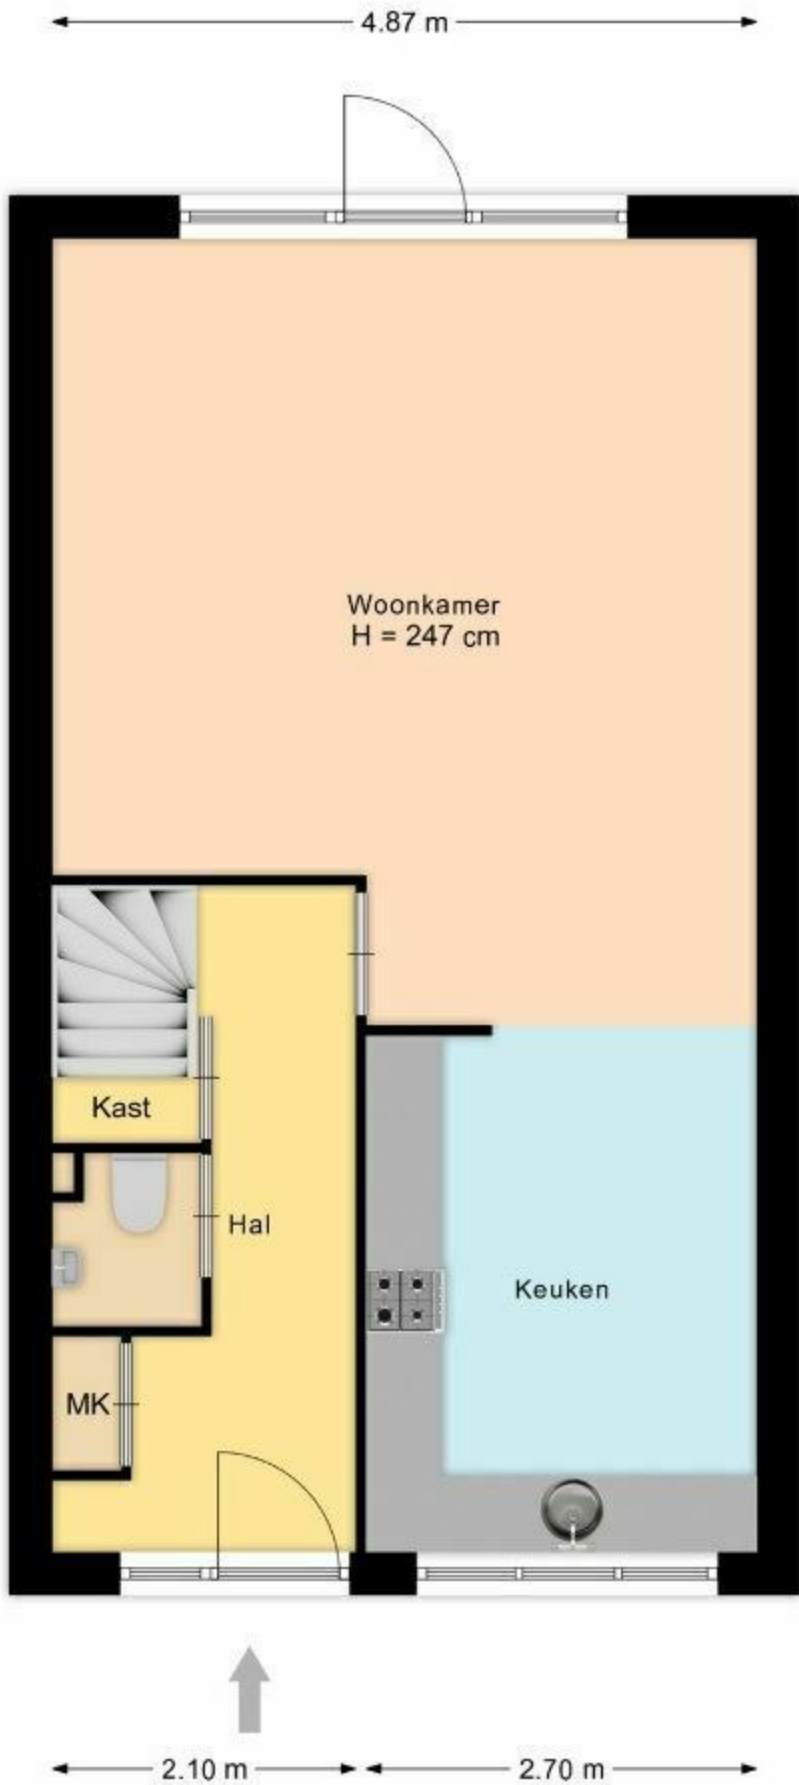 4.87 m
Woonkamer
H = 247 cm
Kast
Hal
Keuken
MK
2.10 m
2.70 m